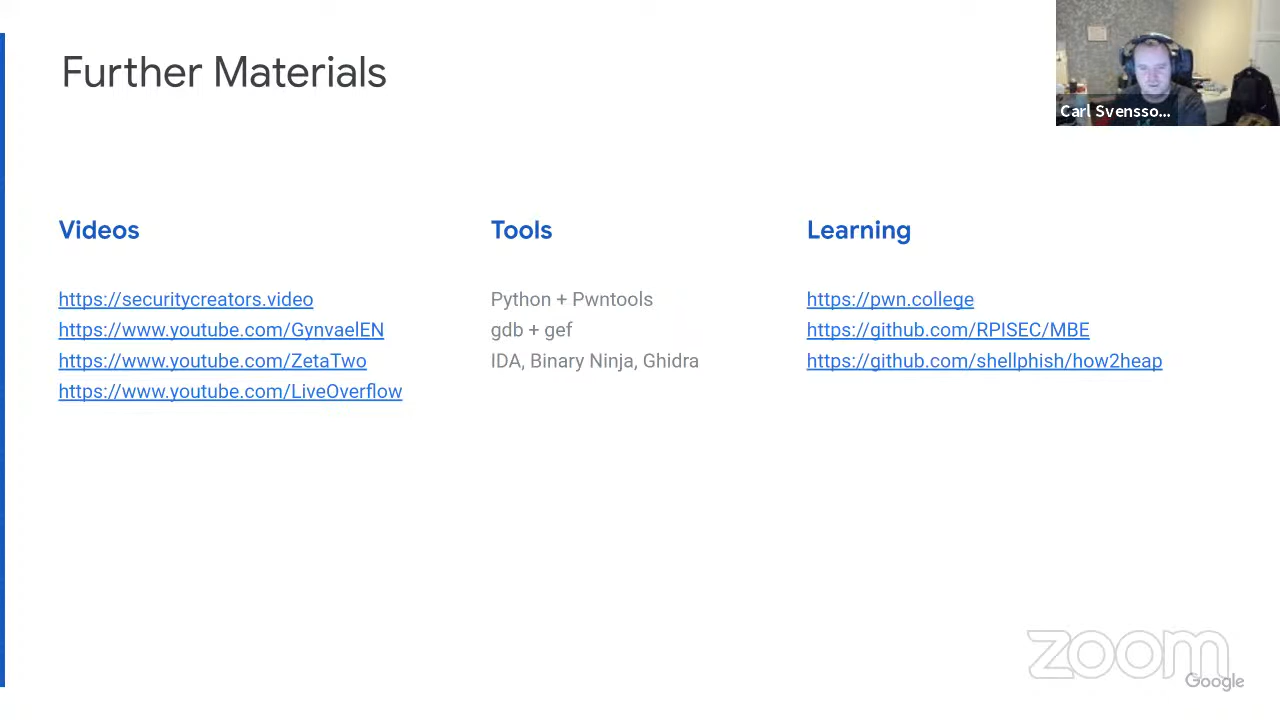 Further Materials
Carl Svensso...
Videos
https://securitycreators.video
https://www.youtube.com/GynvaelEN
https://www.youtube.com/ZetaTwo
https://www.youtube.com/LiveOverflow
Tools
Python + Pwntools
gdb + gef
IDA, Binary Ninja, Ghidra
Learning
https://pwn.college
https://github.com/RPISEC/MBE
https://github.com/shellphish/how2heap
zoom
Google